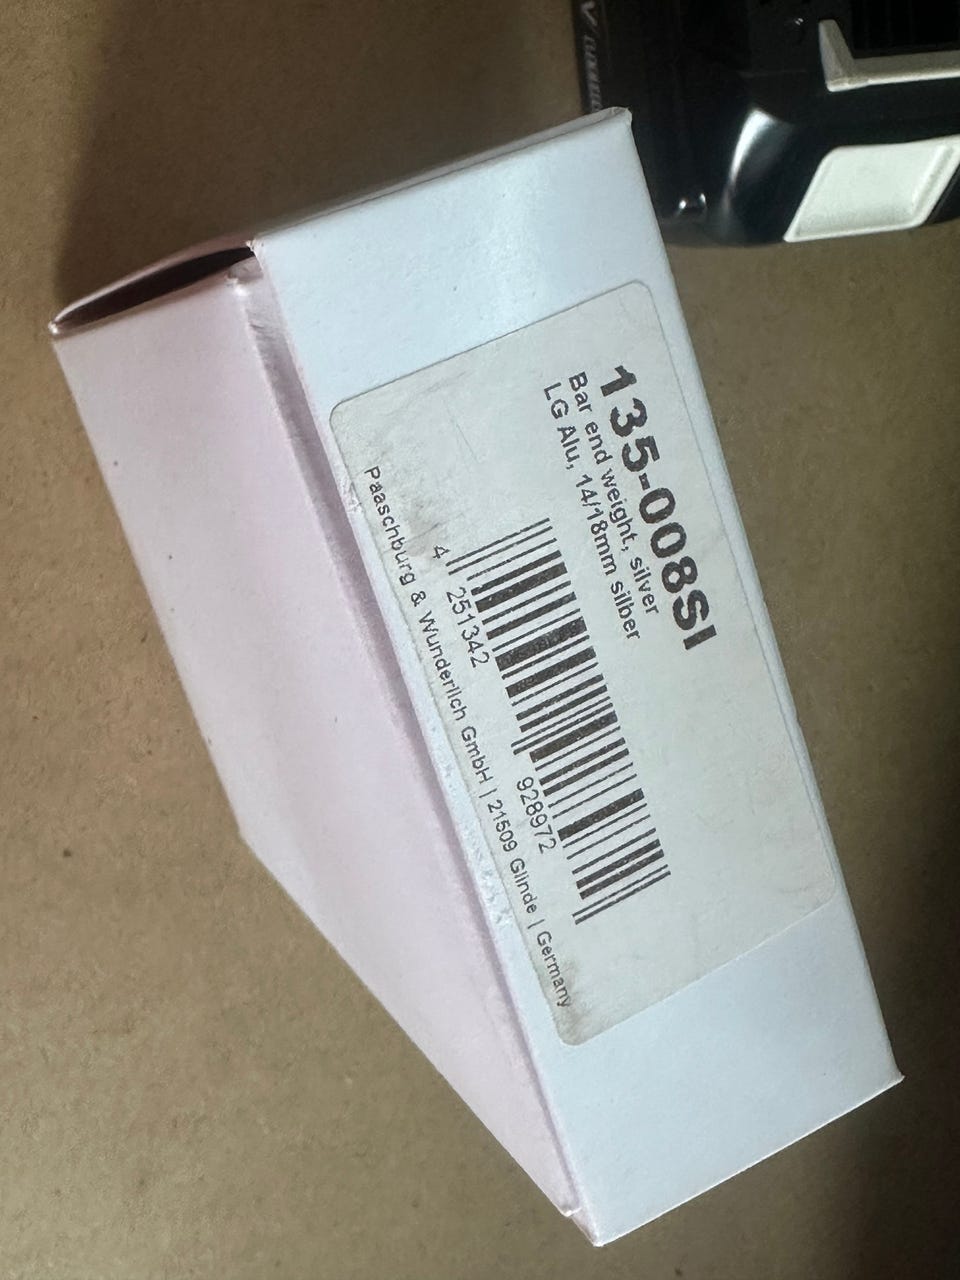 135-008SI
Bar end weight, silver
LG Alu, 14/18mm silber
4 251342 928972
Paaschburg & Wunderlich GmbH | 21509 Glinde | Germany